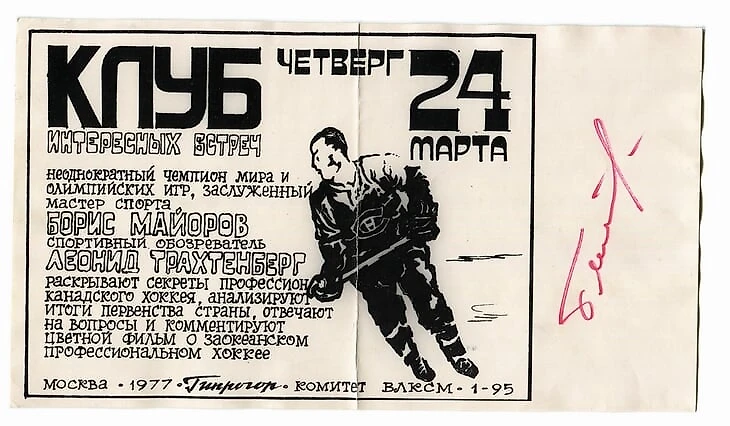 КЛУБ
ЧЕТВЕРГ
24
МАРТА
ИНТЕРЕСНЫХ ВСТРЕЧ
НЕОДНОКРАТНЫЙ ЧЕМПИОН МИРА И
ОЛИМПИЙСКИХ ИГР, ЗАСЛУЖЕННЫЙ
МАСТЕР СПОРТА
БОРИС МАЙОРОВ
СПОРТИВНЫЙ ОБОЗРЕВАТЕЛЬ
ЛЕОНИД ТРАХТЕНБЕРГ
РАСКРЫВАЮТ СЕКРЕТЫ ПРОФЕССИОН
КАНАДСКОГО ХОККЕЯ, АНАЛИЗИРУЮТ
ИТОГИ ПЕРВЕНСТВА СТРАНЫ, ОТВЕЧАЮТ
НА ВОПРОСЫ И КОММЕНТИРУЮТ
ЦВЕТНОЙ ФИЛЬМ О ЗАОКЕАНСКОМ
ПРОФЕССИОНАЛЬНОМ ХОККЕЕ
МОСКВА • 1977 • Гипрогор • КОМИТЕТ ВЛКСМ • 1-95